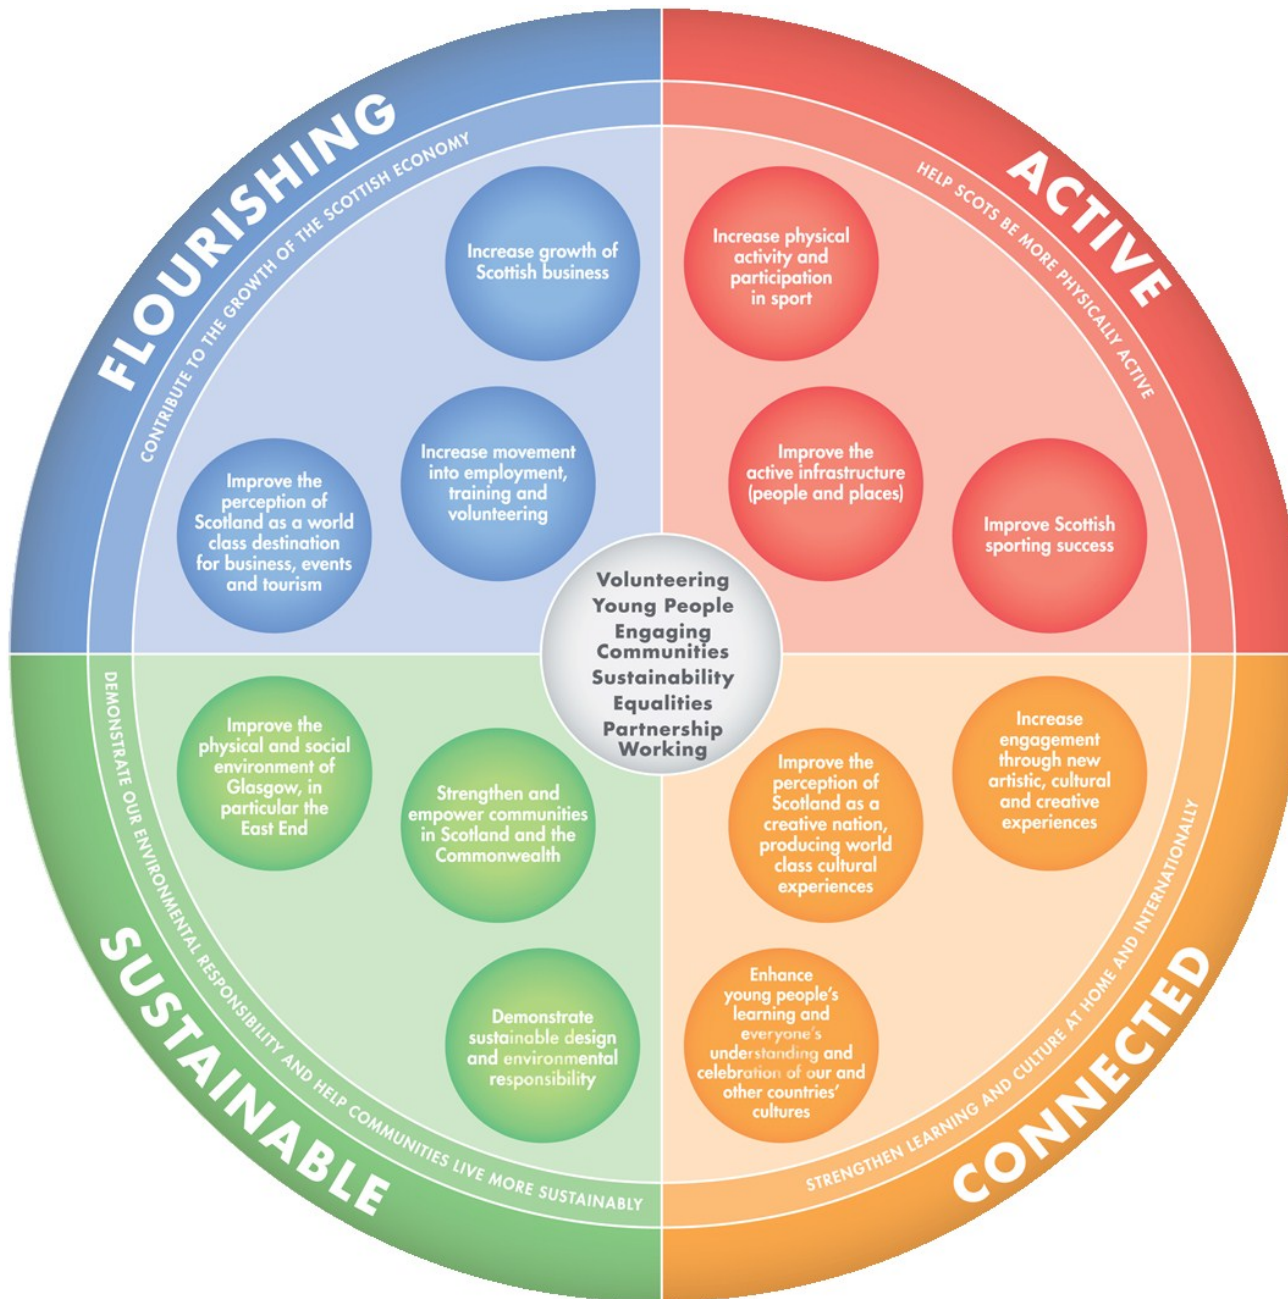 FLOURISHING
CONTRIBUTE TO THE GROWTH OF THE SCOTTISH ECONOMY
Increase growth of
Scottish business
Increase movement
into employment,
training and
volunteering
Improve the
perception of
Scotland as a world
class destination
for business, events
and tourism
ACTIVE
HELP SCOTS BE MORE PHYSICALLY ACTIVE
Increase physical
activity and
participation
in sport
Improve the
active infrastructure
(people and places)
Improve Scottish
sporting success
Volunteering
Young People
Engaging
Communities
Sustainability
Equalities
Partnership
Working
SUSTAINABLE
DEMONSTRATE OUR ENVIRONMENTAL RESPONSIBILITY AND HELP COMMUNITIES LIVE MORE SUSTAINABLY
Improve the
physical and social
environment of
Glasgow, in
particular the
East End
Strengthen and
empower communities
in Scotland and the
Commonwealth
Demonstrate
sustainable design
and environmental
responsibility
CONNECTED
STRENGTHEN LEARNING AND CULTURE AT HOME AND INTERNATIONALLY
Improve the
perception of
Scotland as a
creative nation,
producing world
class cultural
experiences
Increase
engagement
through new
artistic, cultural
and creative
experiences
Enhance
young people's
learning and
everyone's
understanding and
celebration of our and
other countries'
cultures